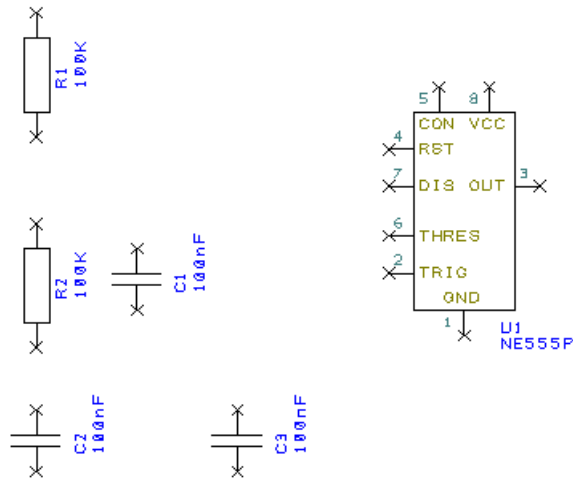 R1
100K
5
8
CON VCC
4
RST
7
DIS OUT
3
6
THRES
2
TRIG
GND
1
U1
NE555P
R2
100K
C1
100nF
C2
100nF
C3
100nF